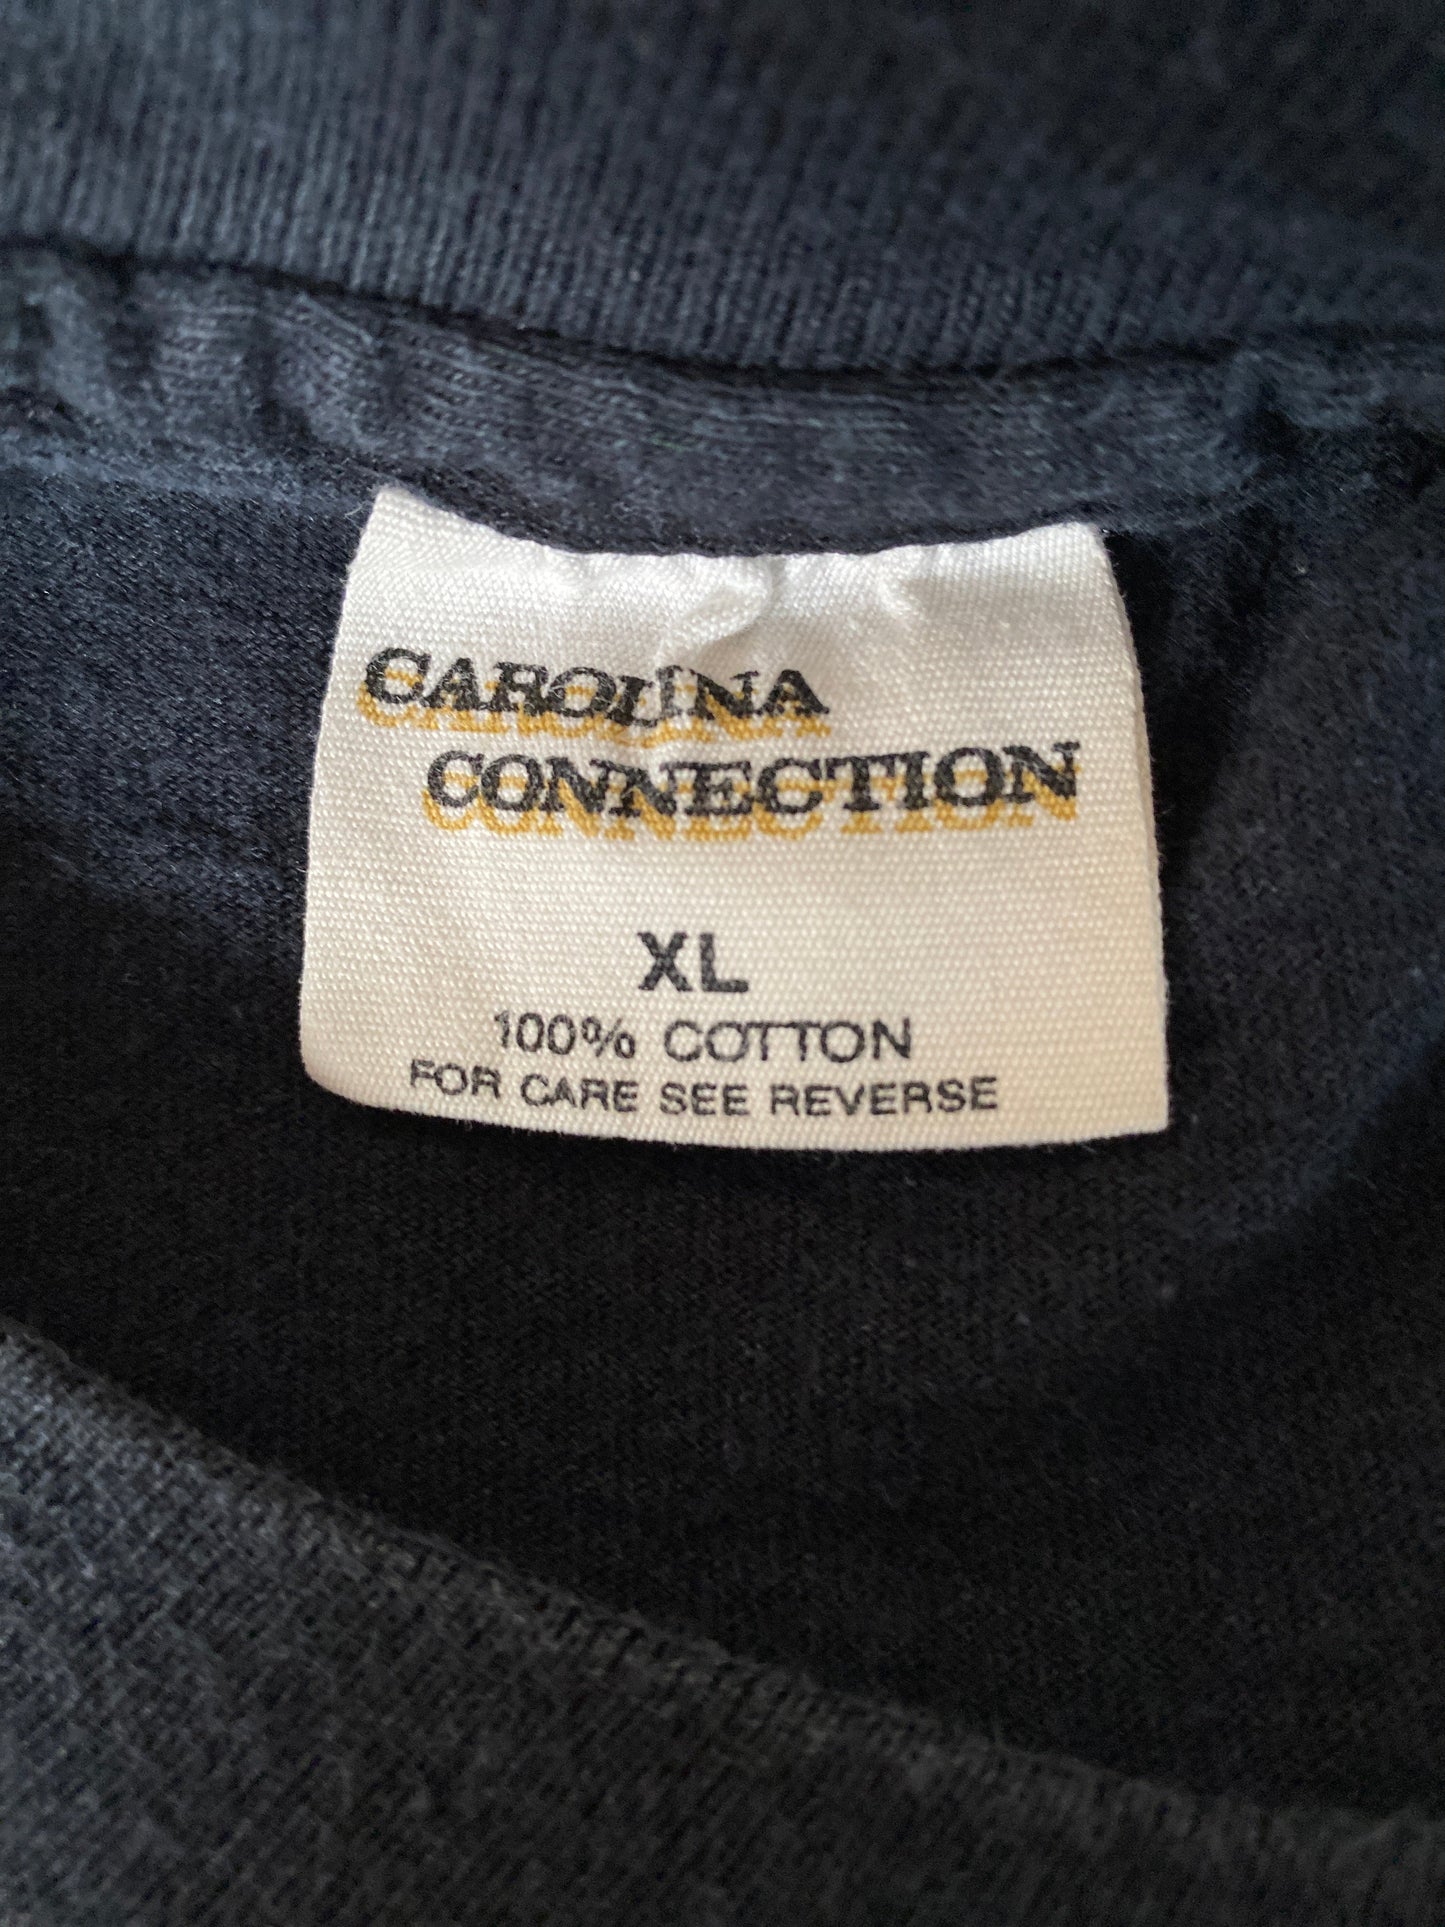 CAROLINA
CONNECTION
XL
100% COTTON
FOR CARE SEE REVERSE